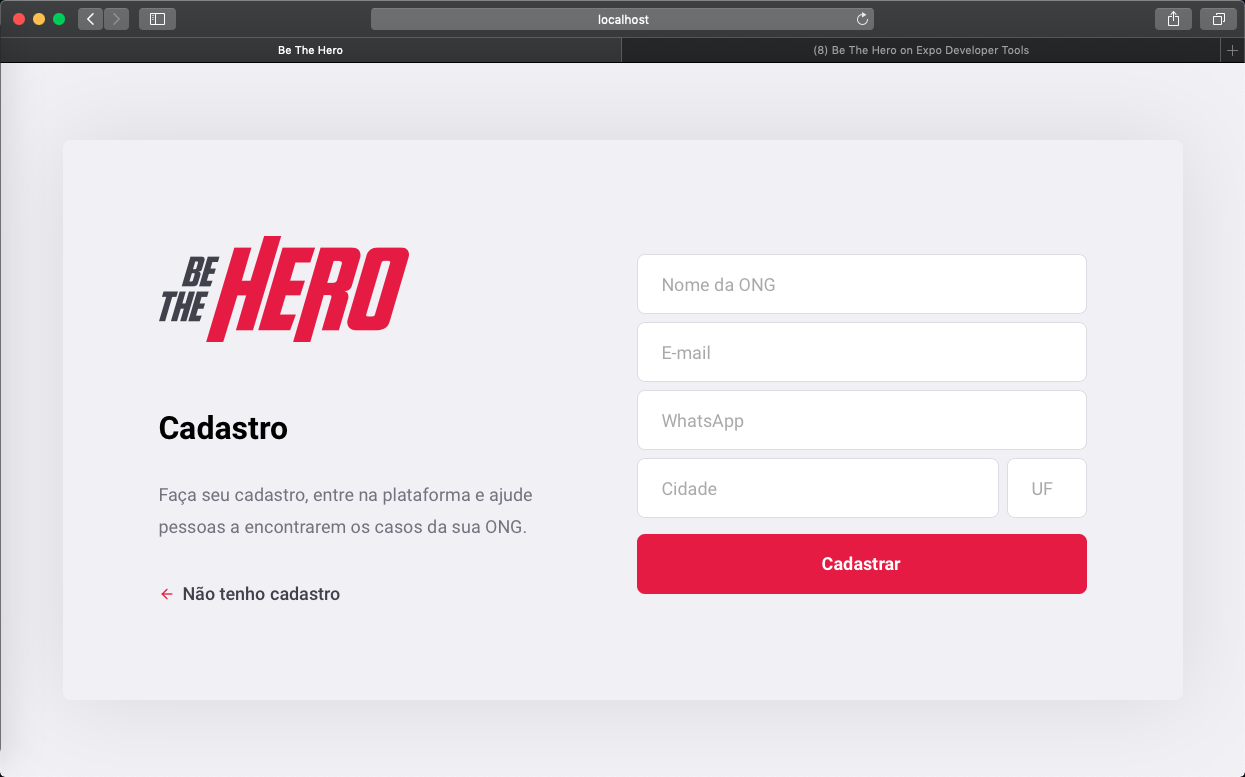 localhost
Be The Hero
(8) Be The Hero on Expo Developer Tools
BE THE HERO
Cadastro
Faça seu cadastro, entre na plataforma e ajude
pessoas a encontrarem os casos da sua ONG.
Não tenho cadastro
Nome da ONG
E-mail
WhatsApp
Cidade
UF
Cadastrar